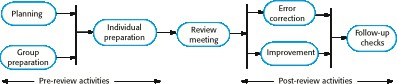 Planning
Group
preparation
Individual
preparation
Review
meeting
Error
correction
Improvement
Follow-up
checks
Pre-review activities
Post-review activities